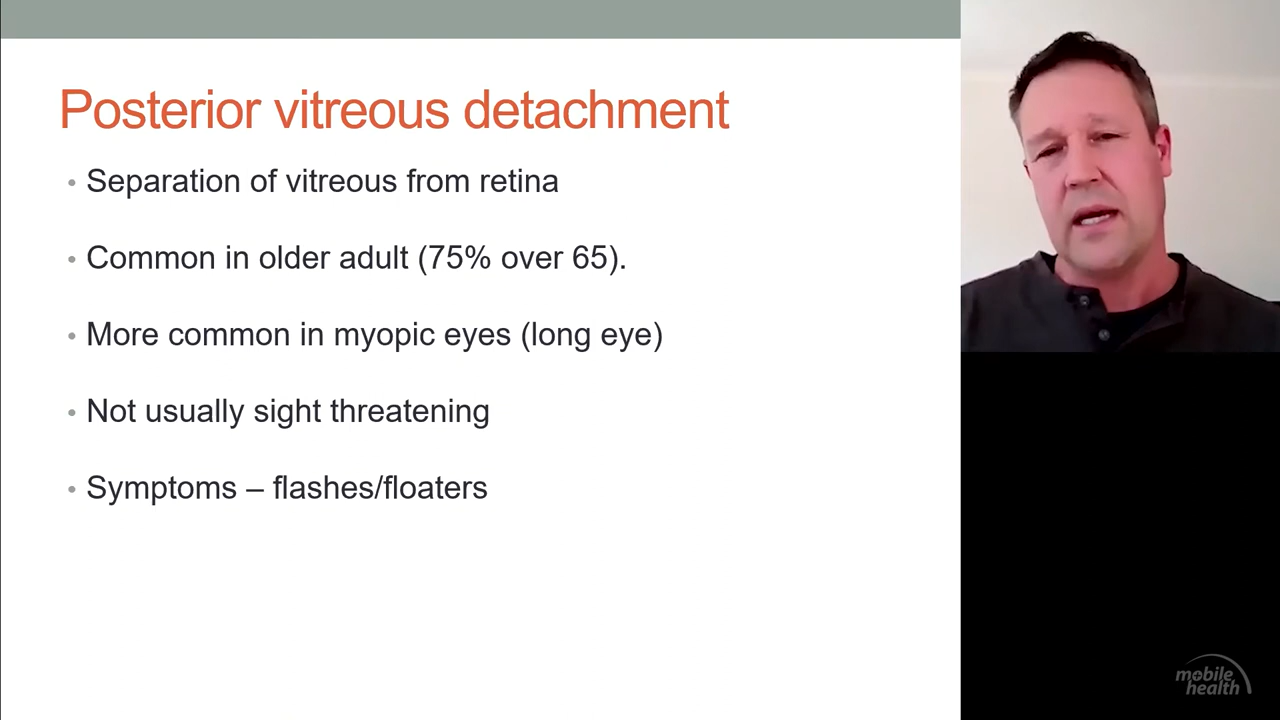 Posterior vitreous detachment
• Separation of vitreous from retina
• Common in older adult (75% over 65).
• More common in myopic eyes (long eye)
• Not usually sight threatening
• Symptoms – flashes/floaters
mobile
health